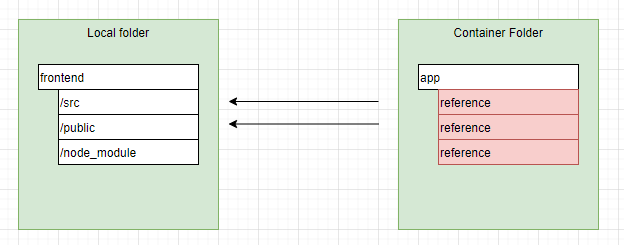 Local folder
frontend
/src
/public
/node_module
Container Folder
app
reference
reference
reference